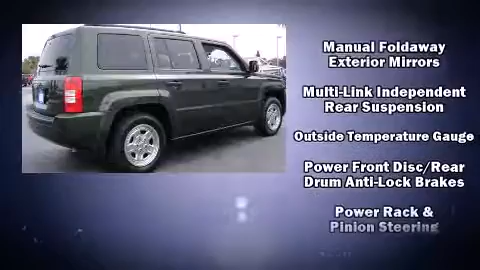 Manual Foldaway
Exterior Mirrors
Multi-Link Independent
Rear Suspension
Outside Temperature Gauge
Power Front Disc/Rear
Drum Anti-Lock Brakes
Power Rack &
Pinion Steering